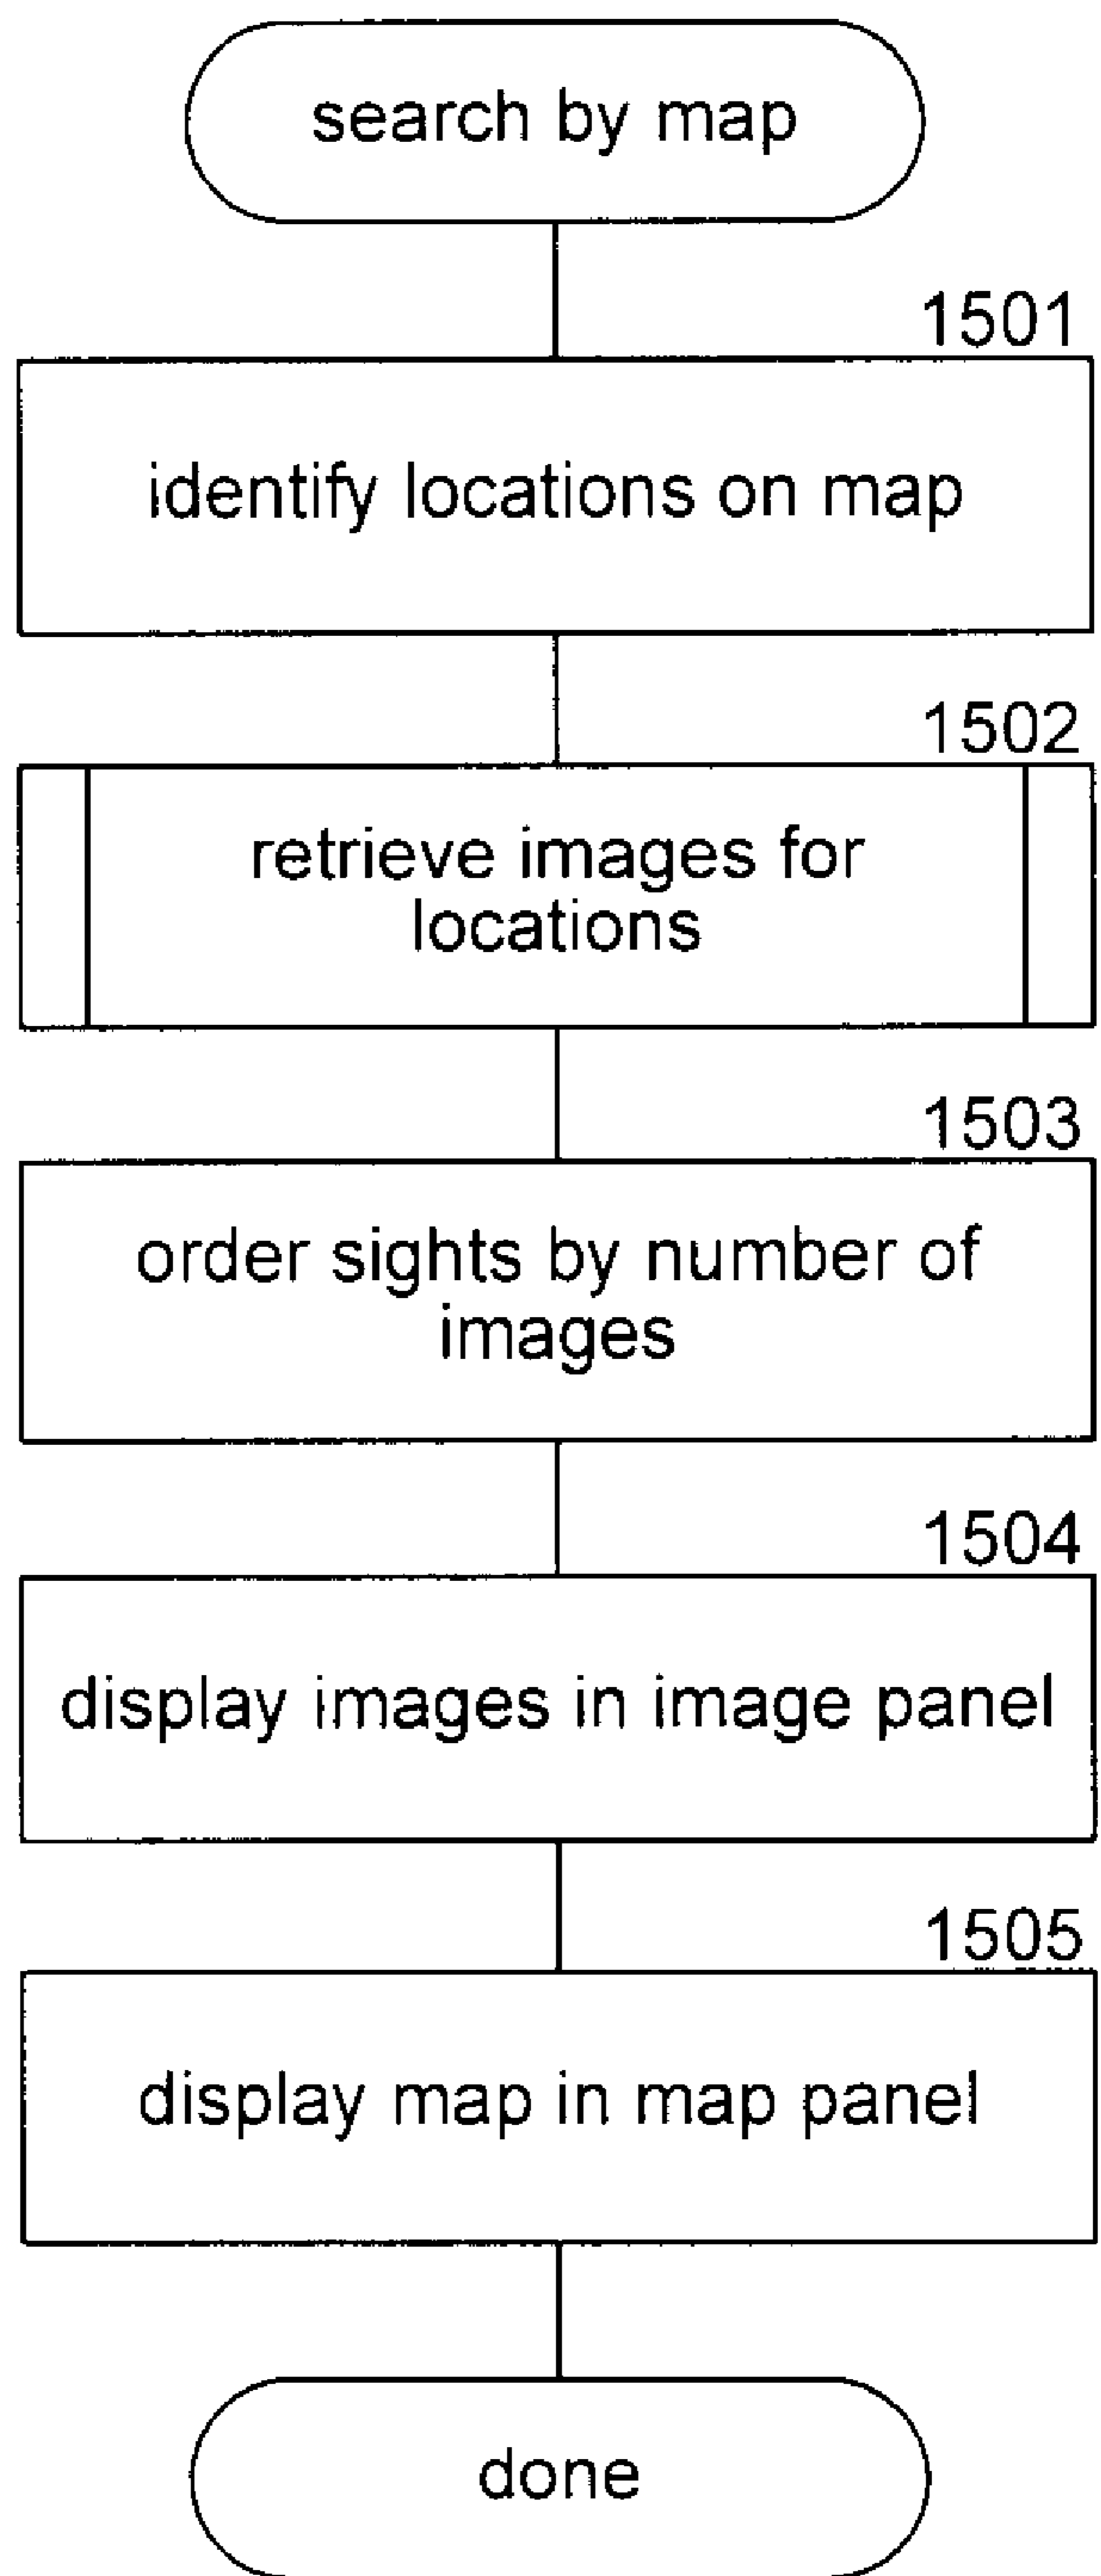 search by map
1501
identify locations on map
1502
retrieve images for
locations
1503
order sights by number of
images
1504
display images in image panel
1505
display map in map panel
done